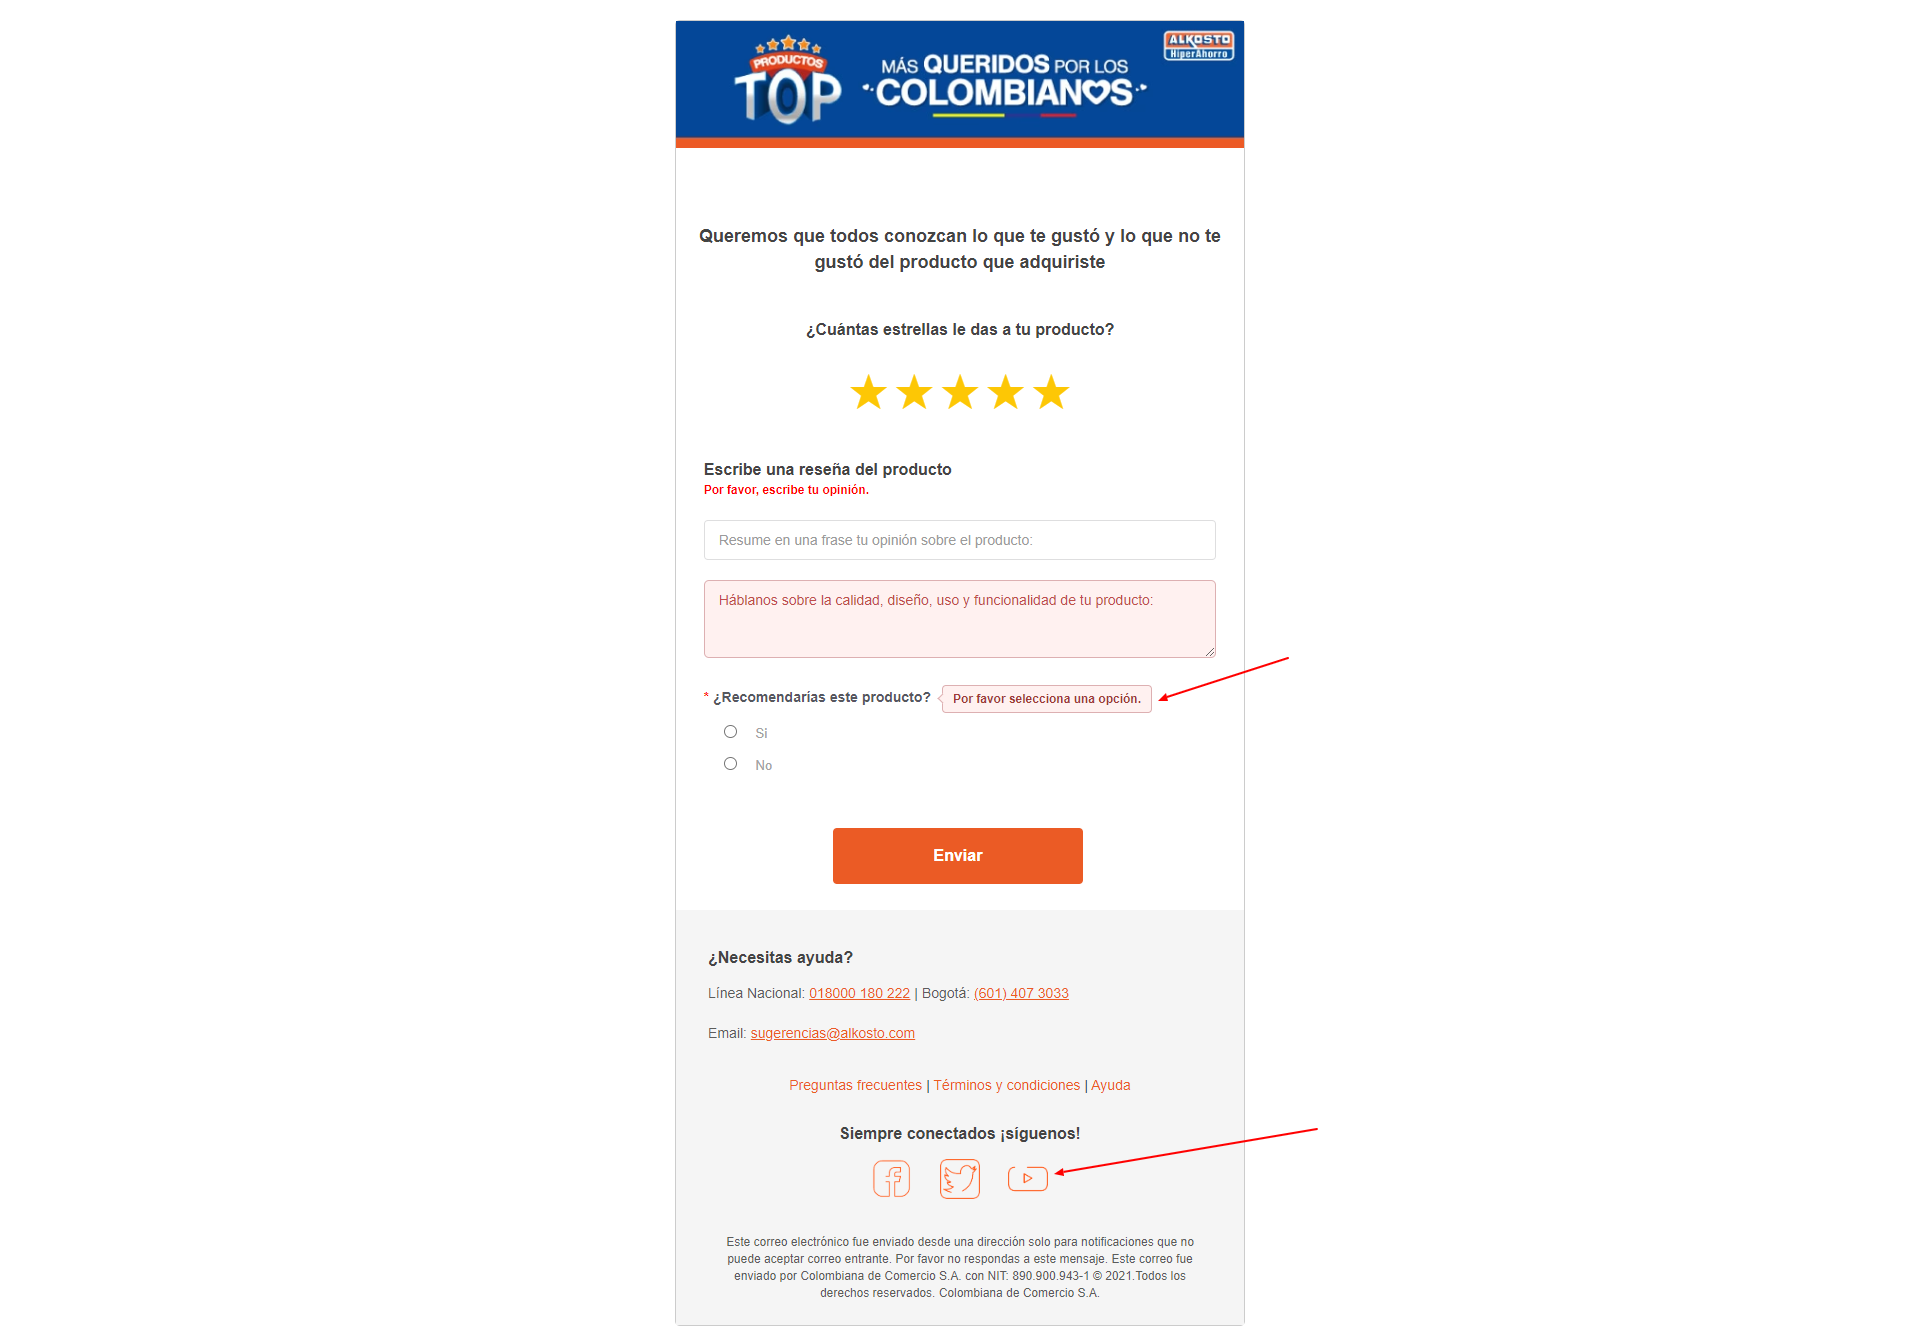 ALKOSTO
HiperAhorro
PRODUCTOS
TOP
MÁS QUERIDOS POR LOS
COLOMBIANOS
Queremos que todos conozcan lo que te gustó y lo que no te
gustó del producto que adquiriste
¿Cuántas estrellas le das a tu producto?
Escribe una reseña del producto
Por favor, escribe tu opinión.
Resume en una frase tu opinión sobre el producto:
Háblanos sobre la calidad, diseño, uso y funcionalidad de tu producto:
* ¿Recomendarías este producto? Por favor selecciona una opción.
Si
No
Enviar
¿Necesitas ayuda?
Línea Nacional: 018000 180 222 | Bogotá: (601) 407 3033
Email: sugerencias@alkosto.com
Preguntas frecuentes | Términos y condiciones | Ayuda
Siempre conectados ¡síguenos!
Este correo electrónico fue enviado desde una dirección solo para notificaciones que no
puede aceptar correo entrante. Por favor no respondas a este mensaje. Este correo fue
enviado por Colombiana de Comercio S.A. con NIT: 890.900.943-1 © 2021.Todos los
derechos reservados. Colombiana de Comercio S.A.